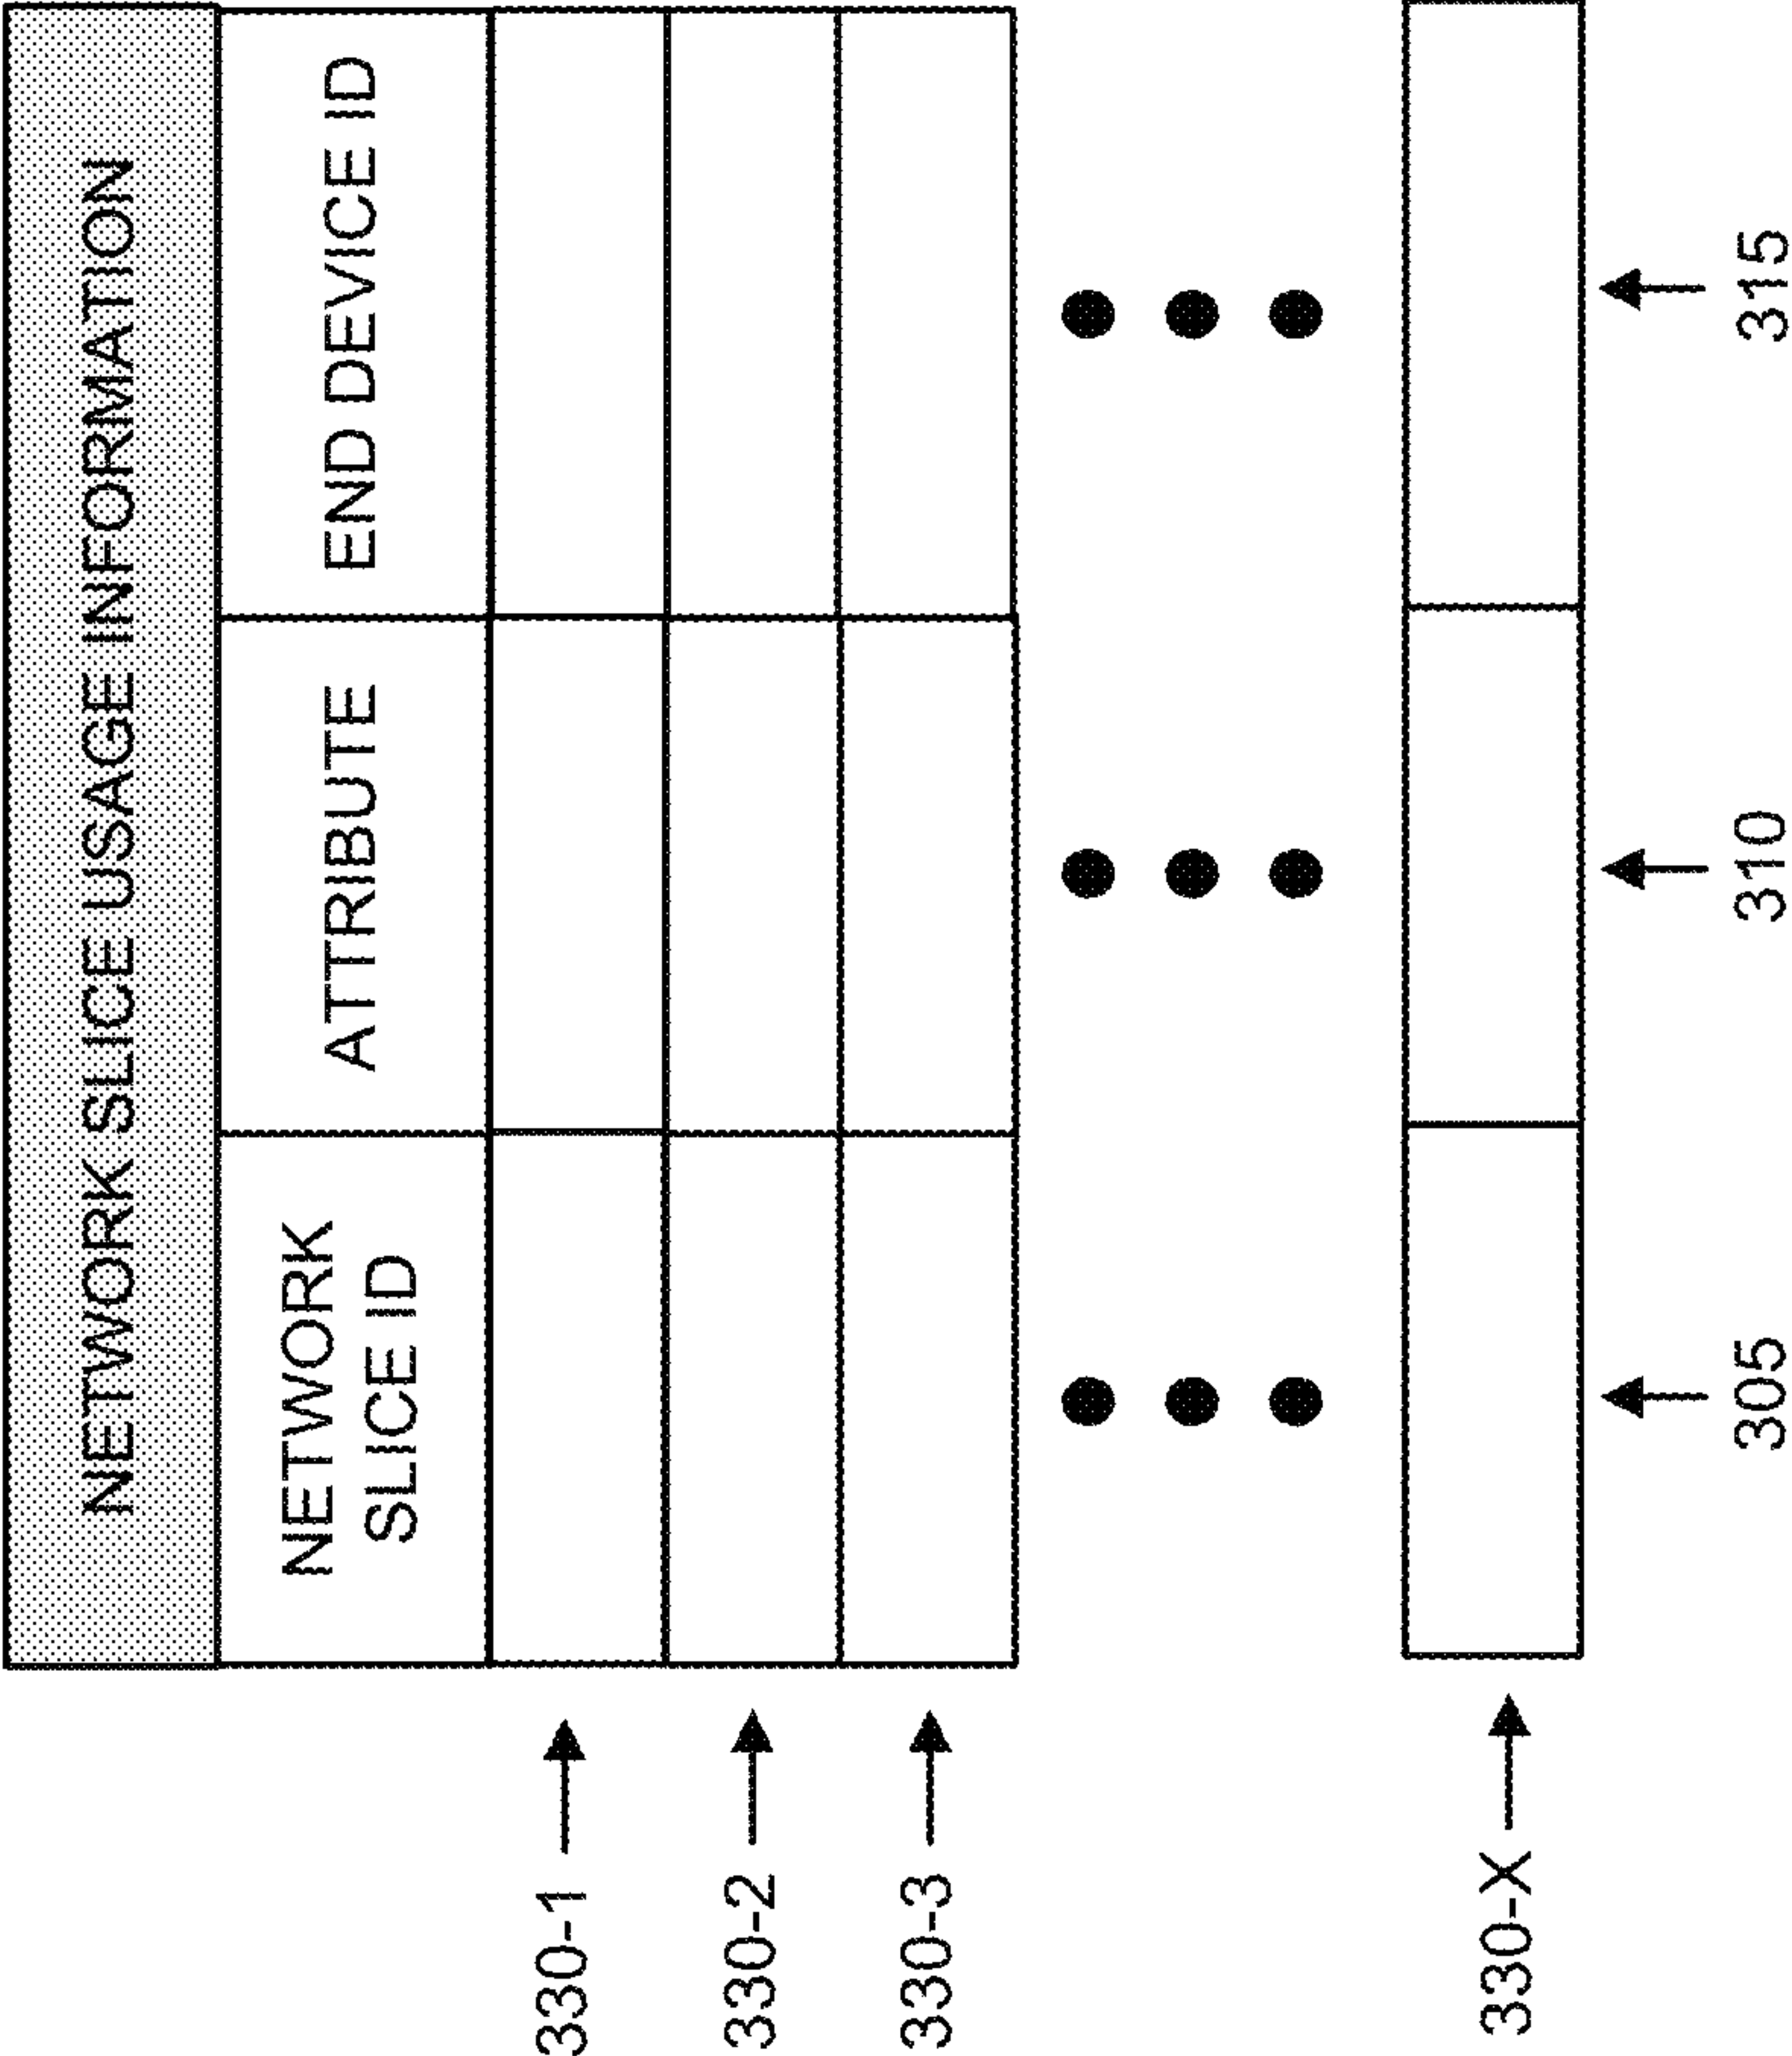 NETWORK SLICE USAGE INFORMATION
NETWORK
SLICE ID
ATTRIBUTE
END DEVICE ID
330-1
330-2
330-3
330-X
305
310
315